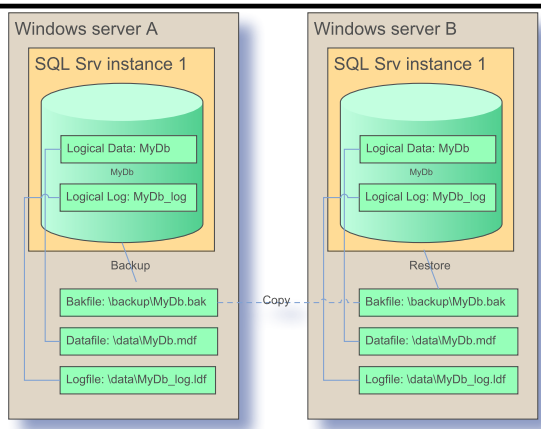 Windows server A
SQL Srv instance 1
Logical Data: MyDb
MyDb
Logical Log: MyDb_log
Backup
Bakfile: \backup\MyDb.bak
Datafile: \data\MyDb.mdf
Logfile: \data\MyDb_log.ldf
Copy
Windows server B
SQL Srv instance 1
Logical Data: MyDb
MyDb
Logical Log: MyDb_log
Restore
Bakfile: \backup\MyDb.bak
Datafile: \data\MyDb.mdf
Logfile: \data\MyDb_log.ldf